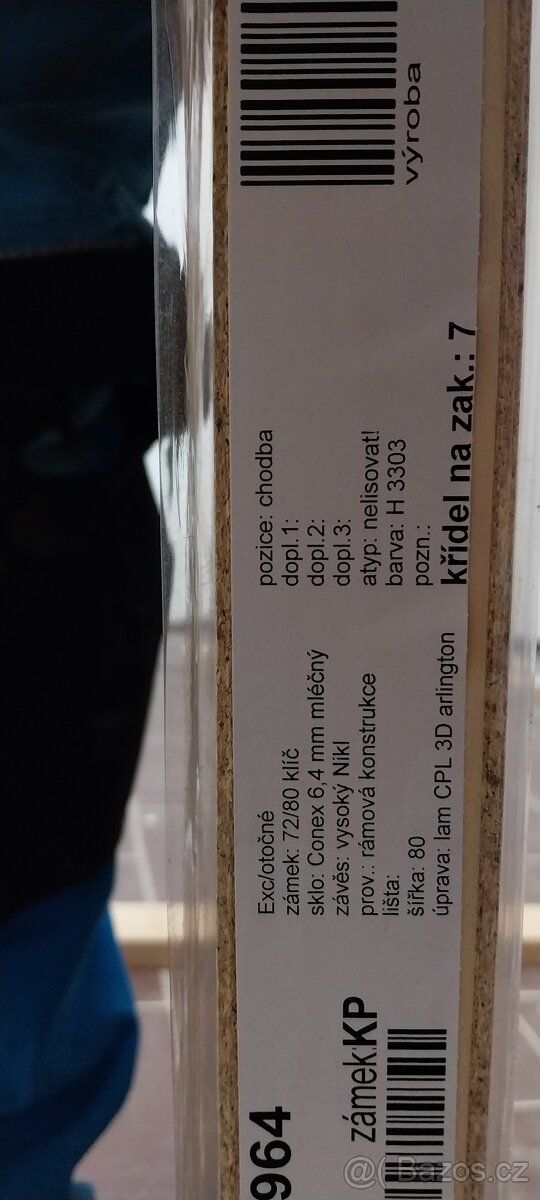 964
zámek:KP
Exc/otočné
zámek: 72/80 klíč
sklo: Conex 6,4 mm mléčný
závěs: vysoký Nikl
prov.: rámová konstrukce
lišta:
šířka: 80
úprava: lam CPL 3D arlington
pozice: chodba
dopl.1:
dopl.2:
dopl.3:
atyp: nelisovat!
barva: H 3303
pozn.:
křídel na zak.: 7
výroba
Bazos.cz